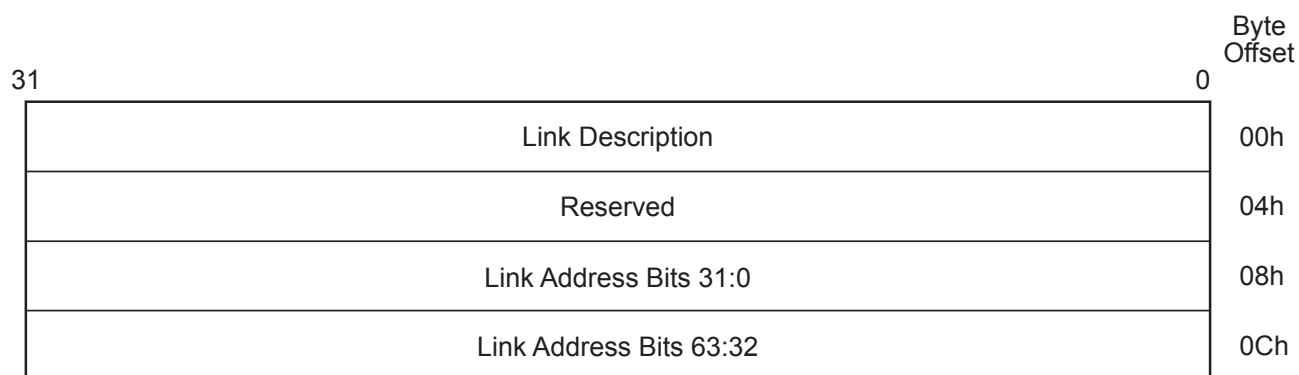 Byte
Offset
31 0
Link Description 00h
Reserved 04h
Link Address Bits 31:0 08h
Link Address Bits 63:32 0Ch